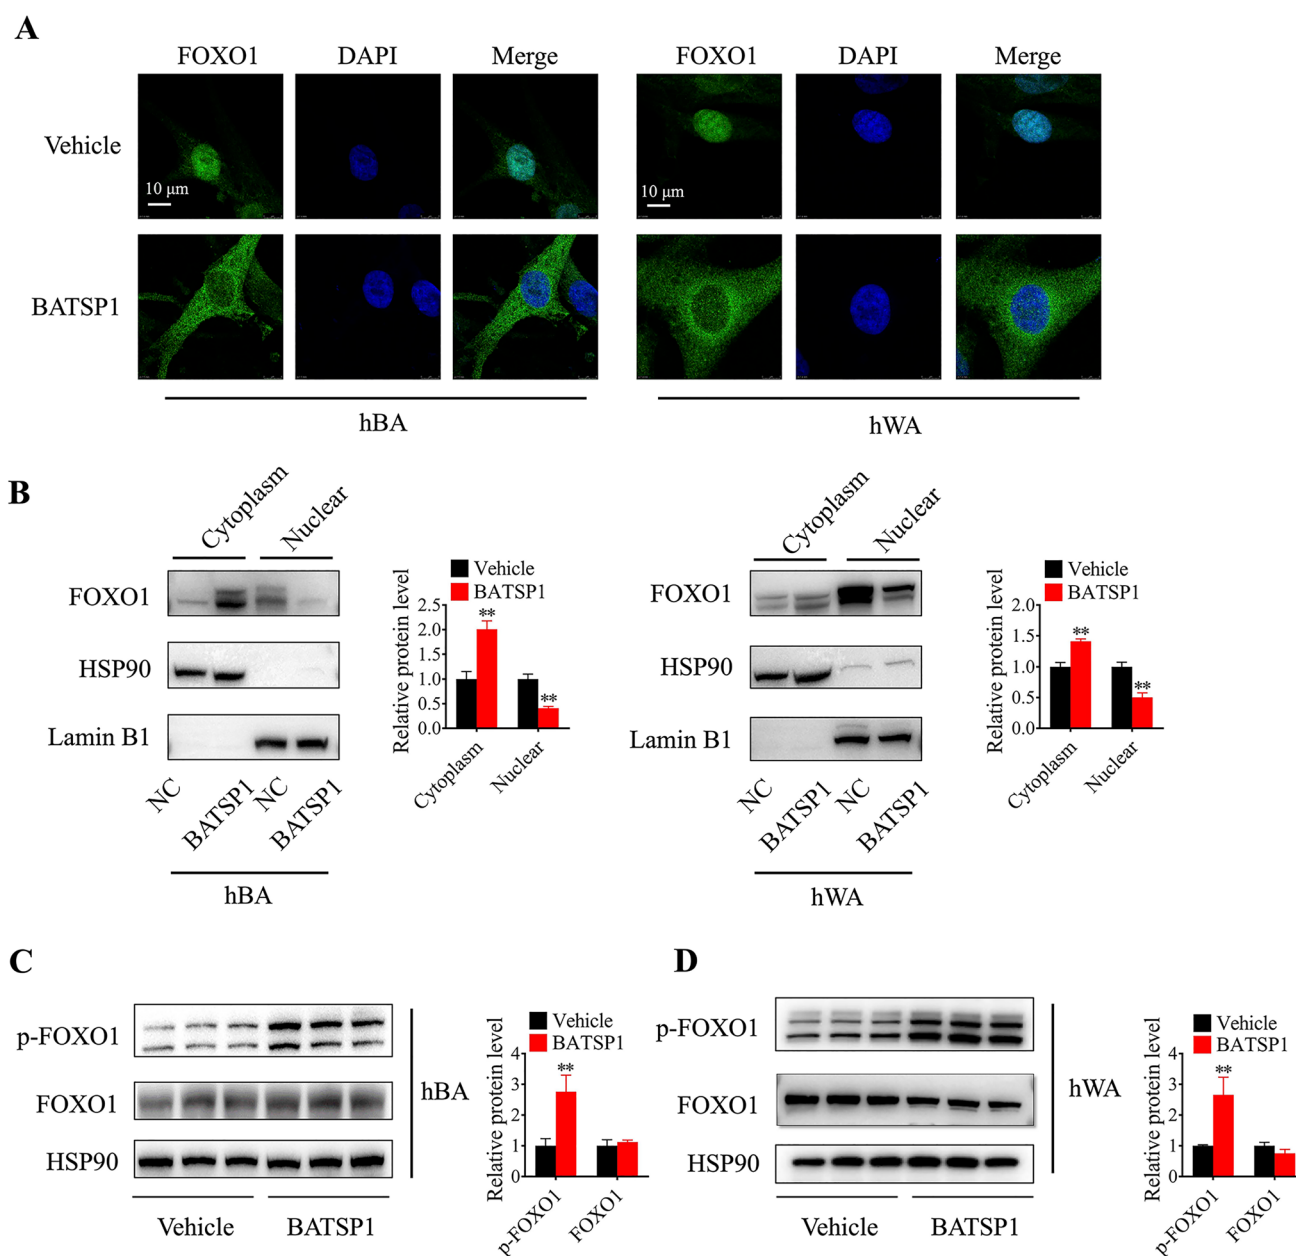 A
FOXO1 DAPI Merge FOXO1 DAPI Merge
Vehicle
10 μm 10 μm
BATSP1
hBA hWA
B
Cytoplasm Nuclear Cytoplasm Nuclear
FOXO1
HSP90
Lamin B1
NC BATSP1 NC BATSP1
hBA
Vehicle
BATSP1
Relative protein level
2.5
2.0
1.5
1.0
0.5
0.0
** **
Cytoplasm Nuclear
FOXO1
HSP90
Lamin B1
NC BATSP1 NC BATSP1
hWA
Vehicle
BATSP1
Relative protein level
2.0
1.5
1.0
0.5
0.0
** **
Cytoplasm Nuclear
C
p-FOXO1
FOXO1
HSP90
Vehicle BATSP1
hBA
Vehicle
BATSP1
Relative protein level
4
3
2
1
0
**
p-FOXO1 FOXO1
D
p-FOXO1
FOXO1
HSP90
Vehicle BATSP1
hWA
Vehicle
BATSP1
Relative protein level
4
3
2
1
0
**
p-FOXO1 FOXO1